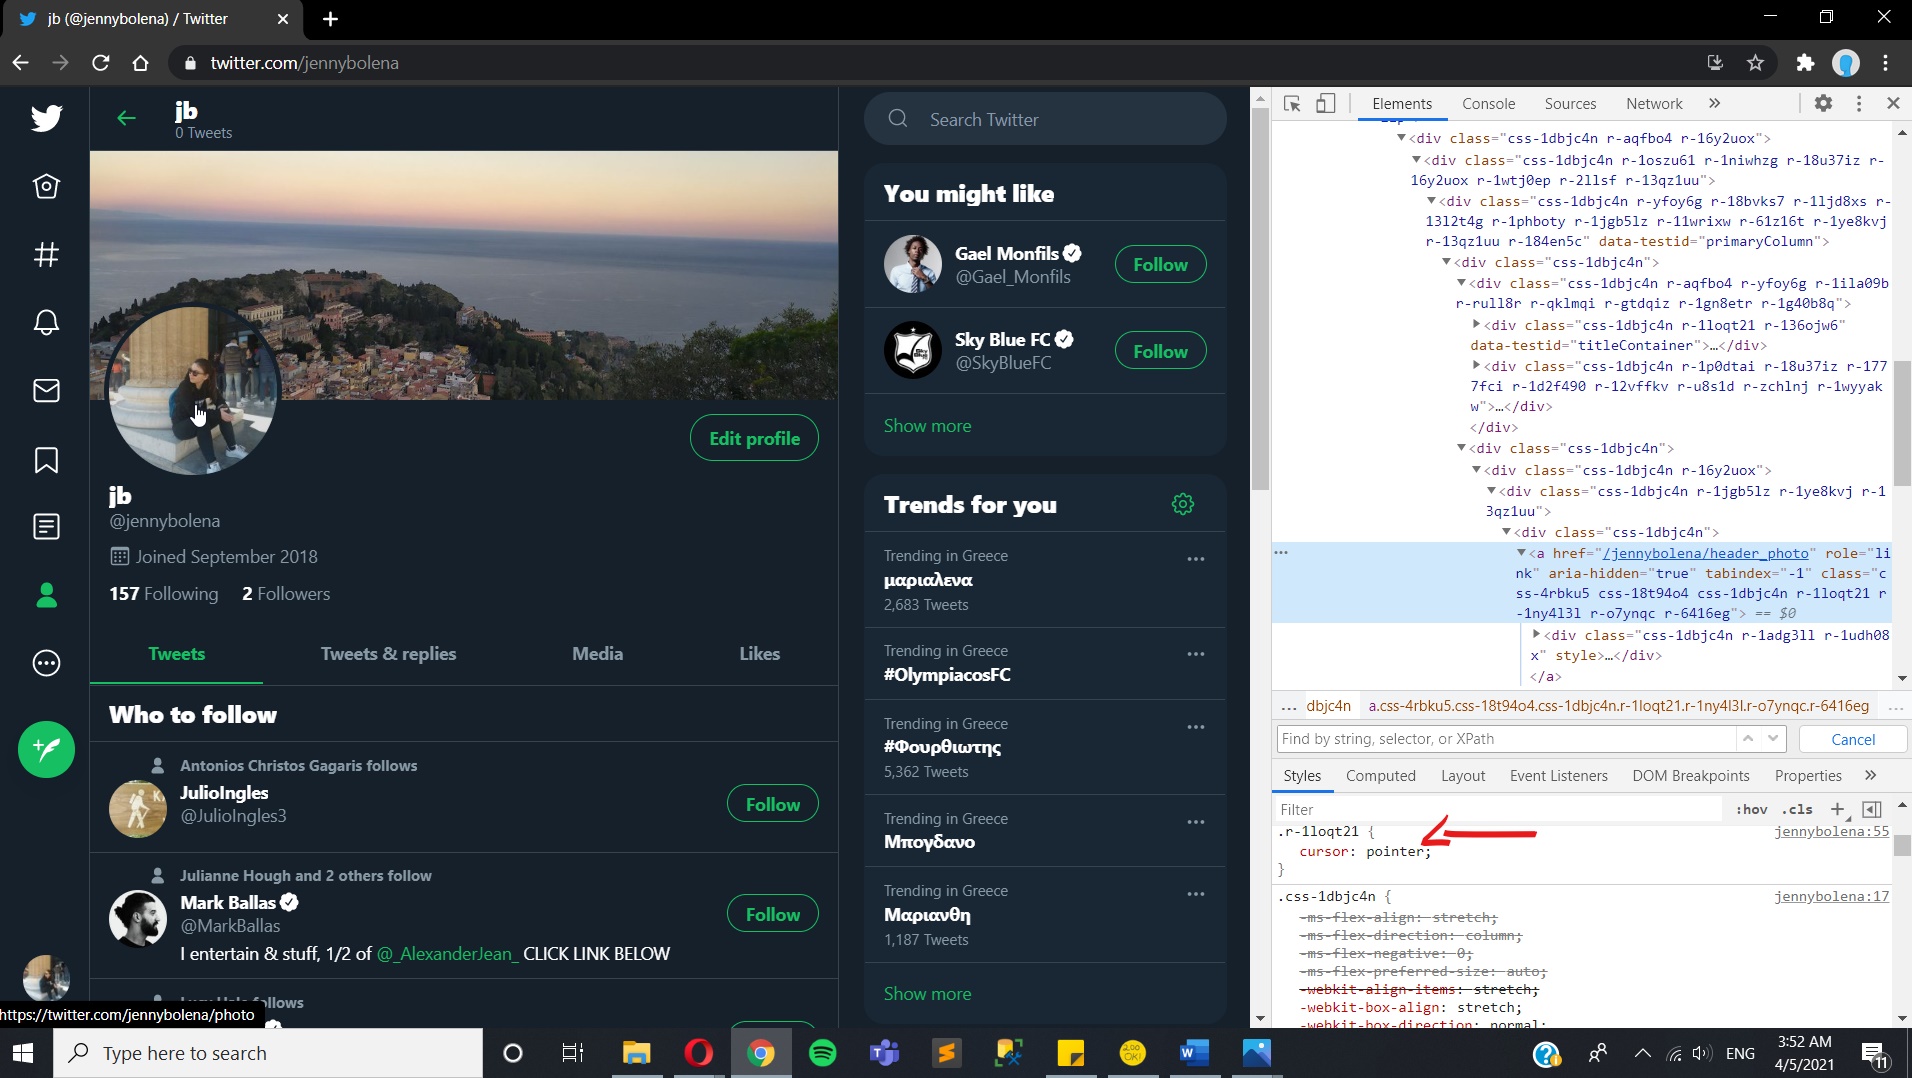 jb (@jennybolena) / Twitter
twitter.com/jennybolena
jb
0 Tweets
Edit profile
jb
@jennybolena
Joined September 2018
157 Following 2 Followers
Tweets Tweets & replies Media Likes
Who to follow
Antonios Christos Gagaris follows
JulioIngles
@JulioIngles3
Follow
Julianne Hough and 2 others follow
Mark Ballas
@MarkBallas
Follow
I entertain & stuff, 1/2 of @_AlexanderJean_ CLICK LINK BELOW
follows
https://twitter.com/jennybolena/photo
Search Twitter
You might like
Gael Monfils
@Gael_Monfils
Follow
Sky Blue FC
@SkyBlueFC
Follow
Show more
Trends for you
Trending in Greece
μαριαλενα
2,683 Tweets
Trending in Greece
#OlympiacosFC
Trending in Greece
#Φουρθιωτης
5,362 Tweets
Trending in Greece
Μπογδανο
Trending in Greece
Μαριανθη
1,187 Tweets
Show more
Elements Console Sources Network »
<div class="css-1dbjc4n r-aqfbo4 r-16y2uox">
<div class="css-1dbjc4n r-1oszu61 r-1niwhzg r-18u37iz r-
16y2uox r-1wtj0ep r-2llsf r-13qz1uu">
<div class="css-1dbjc4n r-yfoy6g r-18bvks7 r-1ljd8xs r-
13l2t4g r-1phboty r-1jgb5lz r-11wrixw r-61z16t r-1ye8kvj
r-13qz1uu r-184en5c" data-testid="primaryColumn">
<div class="css-1dbjc4n">
<div class="css-1dbjc4n r-aqfbo4 r-yfoy6g r-1ila09b
r-rull8r r-qklmqi r-gtdqiz r-1gn8etr r-1g40b8q">
<div class="css-1dbjc4n r-1loqt21 r-136ojw6"
data-testid="titleContainer">…</div>
<div class="css-1dbjc4n r-1p0dtai r-18u37iz r-177
7fci r-1d2f490 r-12vffkv r-u8s1d r-zchlnj r-1wyyak
w">…</div>
</div>
<div class="css-1dbjc4n">
<div class="css-1dbjc4n r-16y2uox">
<div class="css-1dbjc4n r-1jgb5lz r-1ye8kvj r-1
3qz1uu">
<div class="css-1dbjc4n">
<a href="/jennybolena/header_photo" role="li
nk" aria-hidden="true" tabindex="-1" class="c
ss-4rbku5 css-18t94o4 css-1dbjc4n r-1loqt21 r
-1ny4l3l r-o7ynqc r-6416eg"> == $0
<div class="css-1dbjc4n r-1adg3ll r-1udh08
x" style>…</div>
</a>
... dbjc4n a.css-4rbku5.css-18t94o4.css-1dbjc4n.r-1loqt21.r-1ny4l3l.r-o7ynqc.r-6416eg ...
Find by string, selector, or XPath
Cancel
Styles Computed Layout Event Listeners DOM Breakpoints Properties »
Filter
:hov .cls +
.r-1loqt21 {
jennybolena:55
cursor: pointer;
}
.css-1dbjc4n {
jennybolena:17
-ms-flex-align: stretch;
-ms-flex-direction: column;
-ms-flex-negative: 0;
-ms-flex-preferred-size: auto;
-webkit-align-items: stretch;
-webkit-box-align: stretch;
-webkit-box-direction: normal;
Type here to search
ENG
3:52 AM
4/5/2021
11